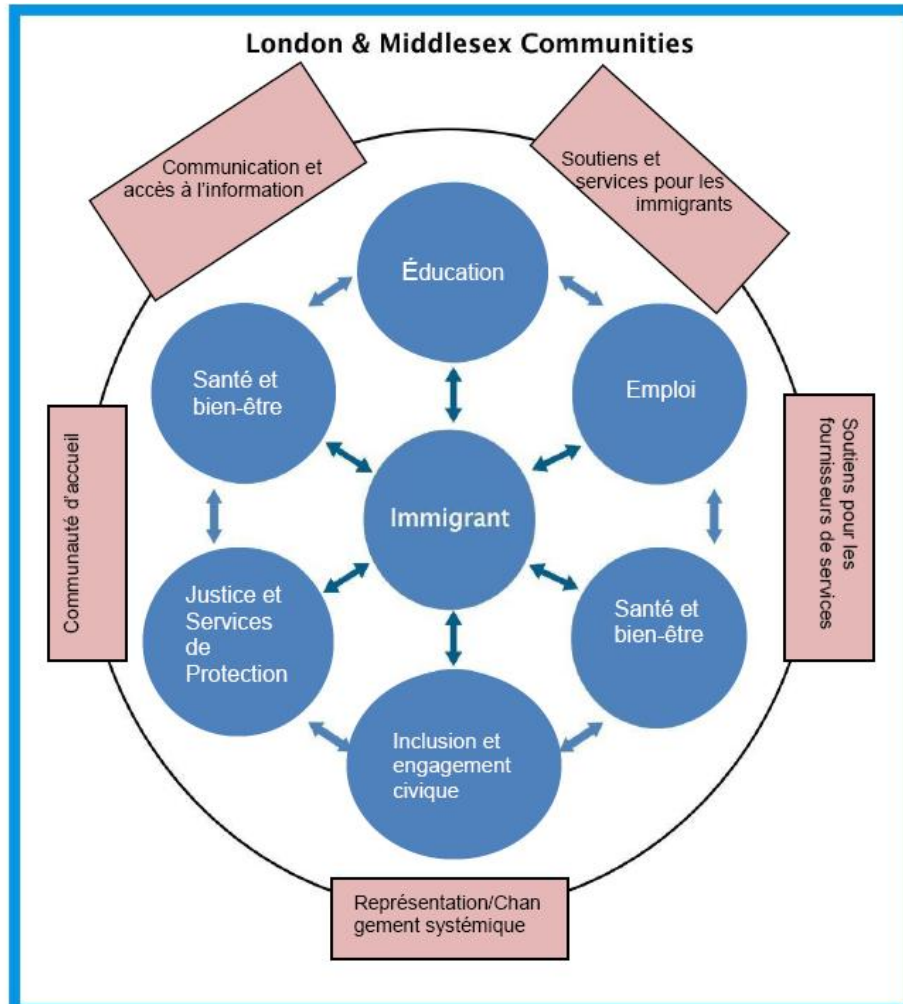 London & Middlesex Communities
Communication et
accès à l'information
Soutiens et
services pour les
immigrants
Éducation
Santé et
bien-être
Emploi
Immigrant
Communauté d'accueil
Soutiens pour les
fournisseurs de services
Justice et
Services
de
Protection
Santé et
bien-être
Inclusion et
engagement
civique
Représentation/Chan
gement systémique